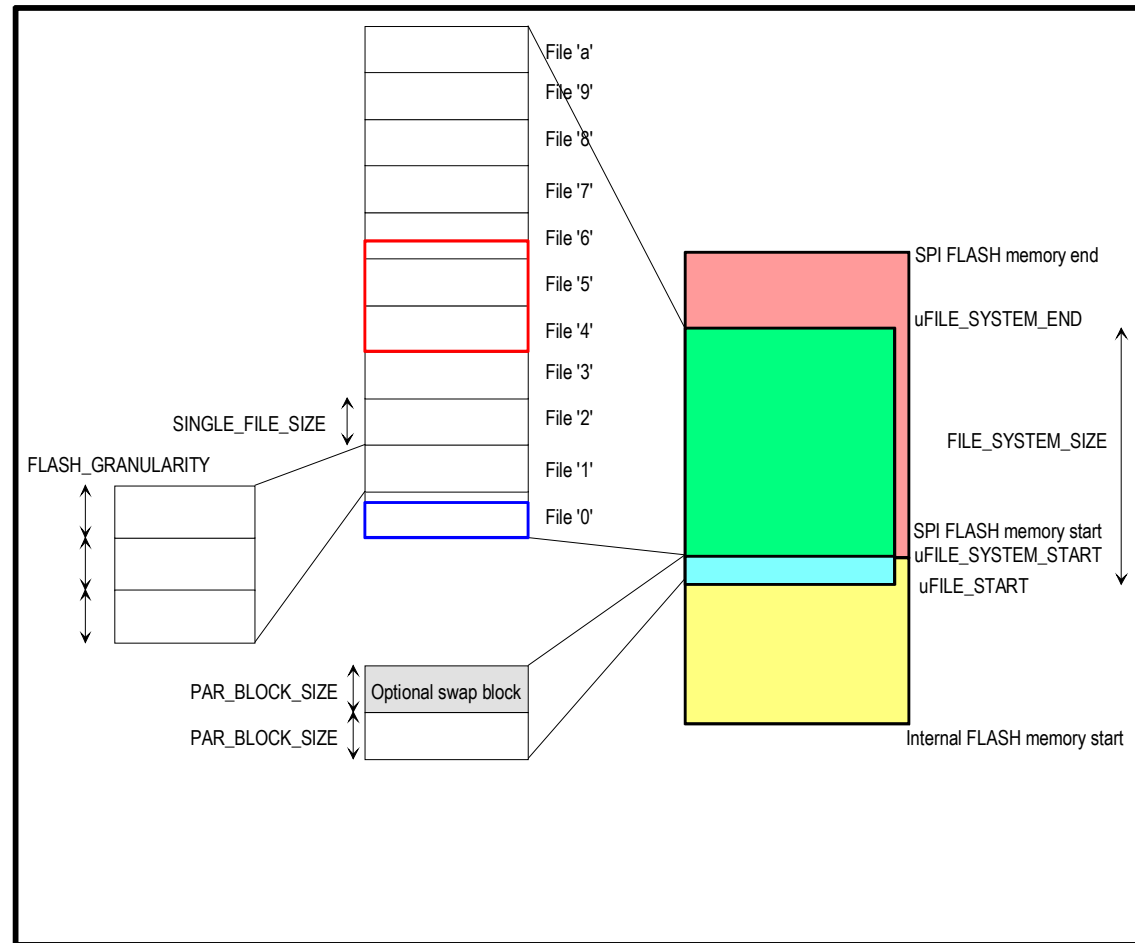 File 'a'
File '9'
File '8'
File '7'
File '6'
File '5'
File '4'
File '3'
File '2'
File '1'
File '0'
SINGLE_FILE_SIZE
FLASH_GRANULARITY
PAR_BLOCK_SIZE
Optional swap block
PAR_BLOCK_SIZE
SPI FLASH memory end
uFILE_SYSTEM_END
FILE_SYSTEM_SIZE
SPI FLASH memory start
uFILE_SYSTEM_START
uFILE_START
Internal FLASH memory start